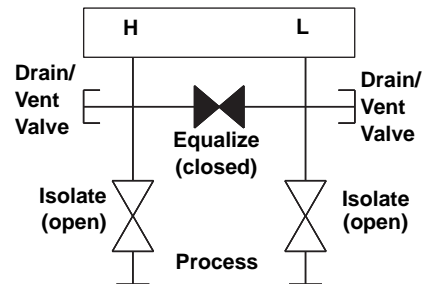 H
L
Drain/
Vent
Valve
Drain/
Vent
Valve
Equalize
(closed)
Isolate
(open)
Isolate
(open)
Process